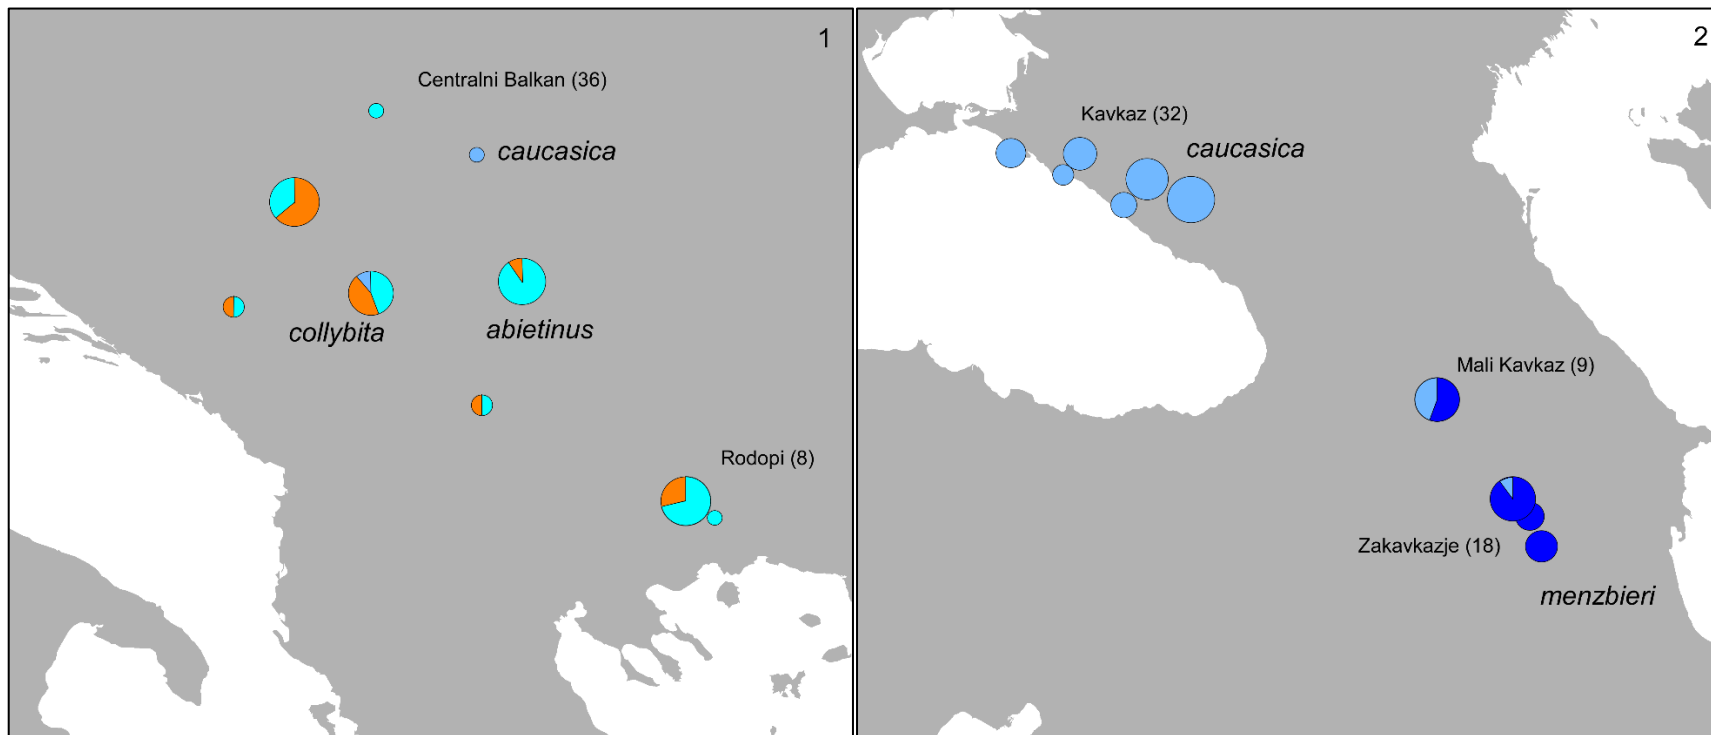 1
Centralni Balkan (36)
caucasica
collybita
abietinus
Rodopi (8)
2
Kavkaz (32)
caucasica
Mali Kavkaz (9)
Zakavkazje (18)
menzbieri